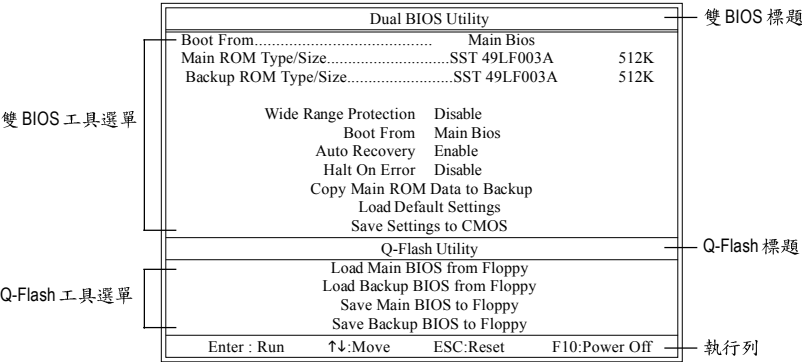 Dual BIOS Utility
雙 BIOS 標題
Boot From...................................... Main Bios
Main ROM Type/Size...........................SST 49LF003A 512K
Backup ROM Type/Size.......................SST 49LF003A 512K
雙 BIOS 工具選單
Wide Range Protection Disable
Boot From Main Bios
Auto Recovery Enable
Halt On Error Disable
Copy Main ROM Data to Backup
Load Default Settings
Save Settings to CMOS
Q-Flash Utility
Q-Flash 標題
Load Main BIOS from Floppy
Load Backup BIOS from Floppy
Save Main BIOS to Floppy
Save Backup BIOS to Floppy
Q-Flash 工具選單
Enter : Run ↑↓:Move ESC:Reset F10:Power Off
執行列